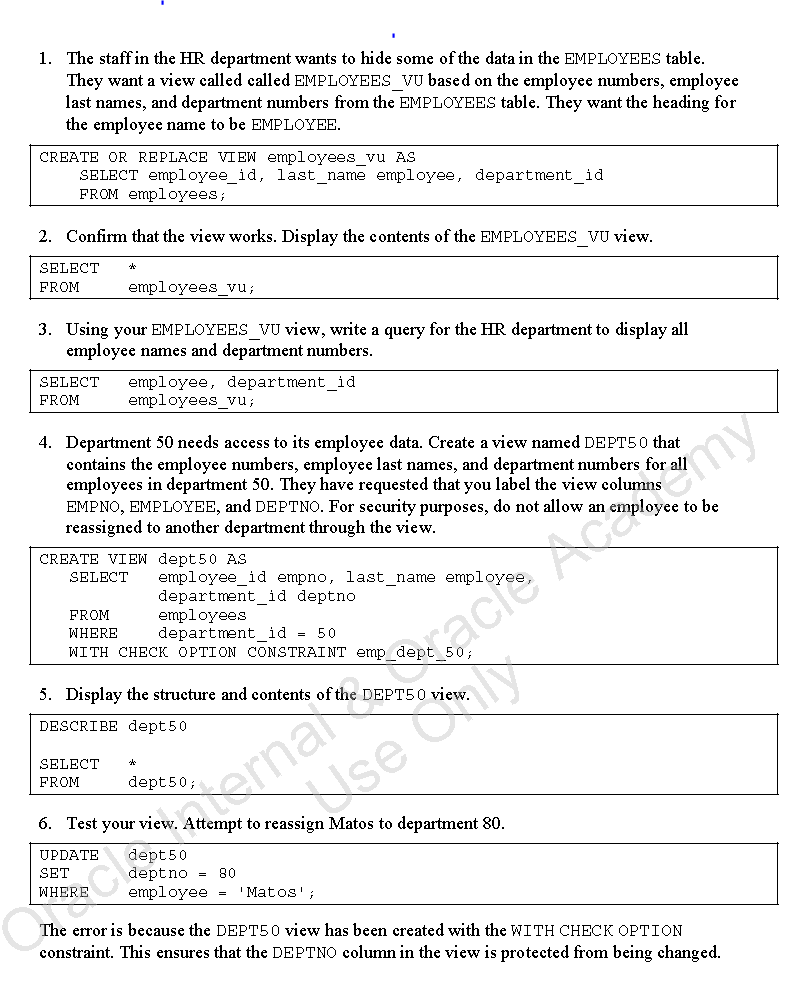 1. The staff in the HR department wants to hide some of the data in the EMPLOYEES table.
They want a view called called EMPLOYEES_VU based on the employee numbers, employee
last names, and department numbers from the EMPLOYEES table. They want the heading for
the employee name to be EMPLOYEE.
CREATE OR REPLACE VIEW employees_vu AS
SELECT employee_id, last_name employee, department_id
FROM employees;
2. Confirm that the view works. Display the contents of the EMPLOYEES_VU view.
SELECT *
FROM employees_vu;
3. Using your EMPLOYEES_VU view, write a query for the HR department to display all
employee names and department numbers.
SELECT employee, department_id
FROM employees_vu;
4. Department 50 needs access to its employee data. Create a view named DEPT50 that
contains the employee numbers, employee last names, and department numbers for all
employees in department 50. They have requested that you label the view columns
EMPNO, EMPLOYEE, and DEPTNO. For security purposes, do not allow an employee to be
reassigned to another department through the view.
CREATE VIEW dept50 AS
SELECT employee_id empno, last_name employee,
department_id deptno
FROM employees
WHERE department_id = 50
WITH CHECK OPTION CONSTRAINT emp_dept_50;
5. Display the structure and contents of the DEPT50 view.
DESCRIBE dept50
SELECT *
FROM dept50;
6. Test your view. Attempt to reassign Matos to department 80.
UPDATE dept50
SET deptno = 80
WHERE employee = 'Matos';
The error is because the DEPT50 view has been created with the WITH CHECK OPTION
constraint. This ensures that the DEPTNO column in the view is protected from being changed.
Oracle Internal & Oracle Academy
Use Only